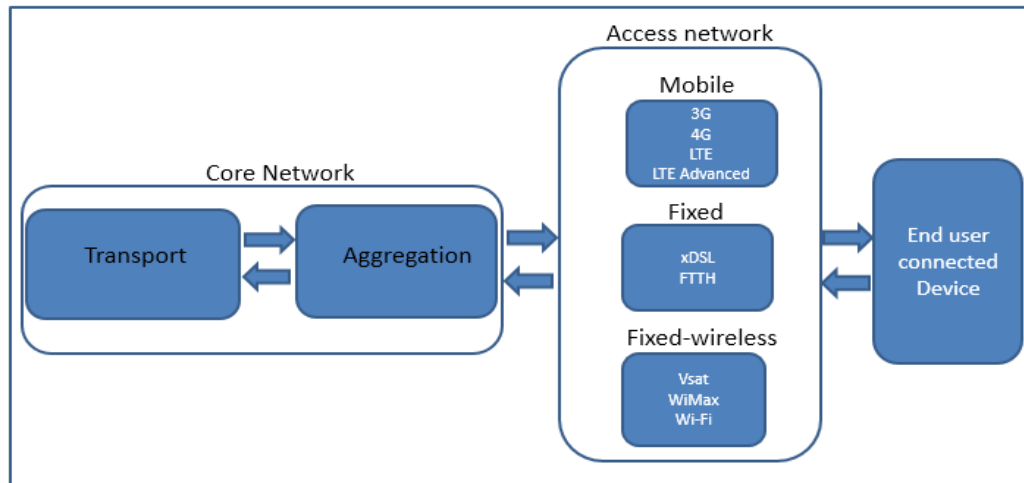 Access network
Mobile
3G
4G
LTE
LTE Advanced
Core Network
Transport
Aggregation
Fixed
xDSL
FTTH
Fixed-wireless
Vsat
WiMax
Wi-Fi
End user
connected
Device